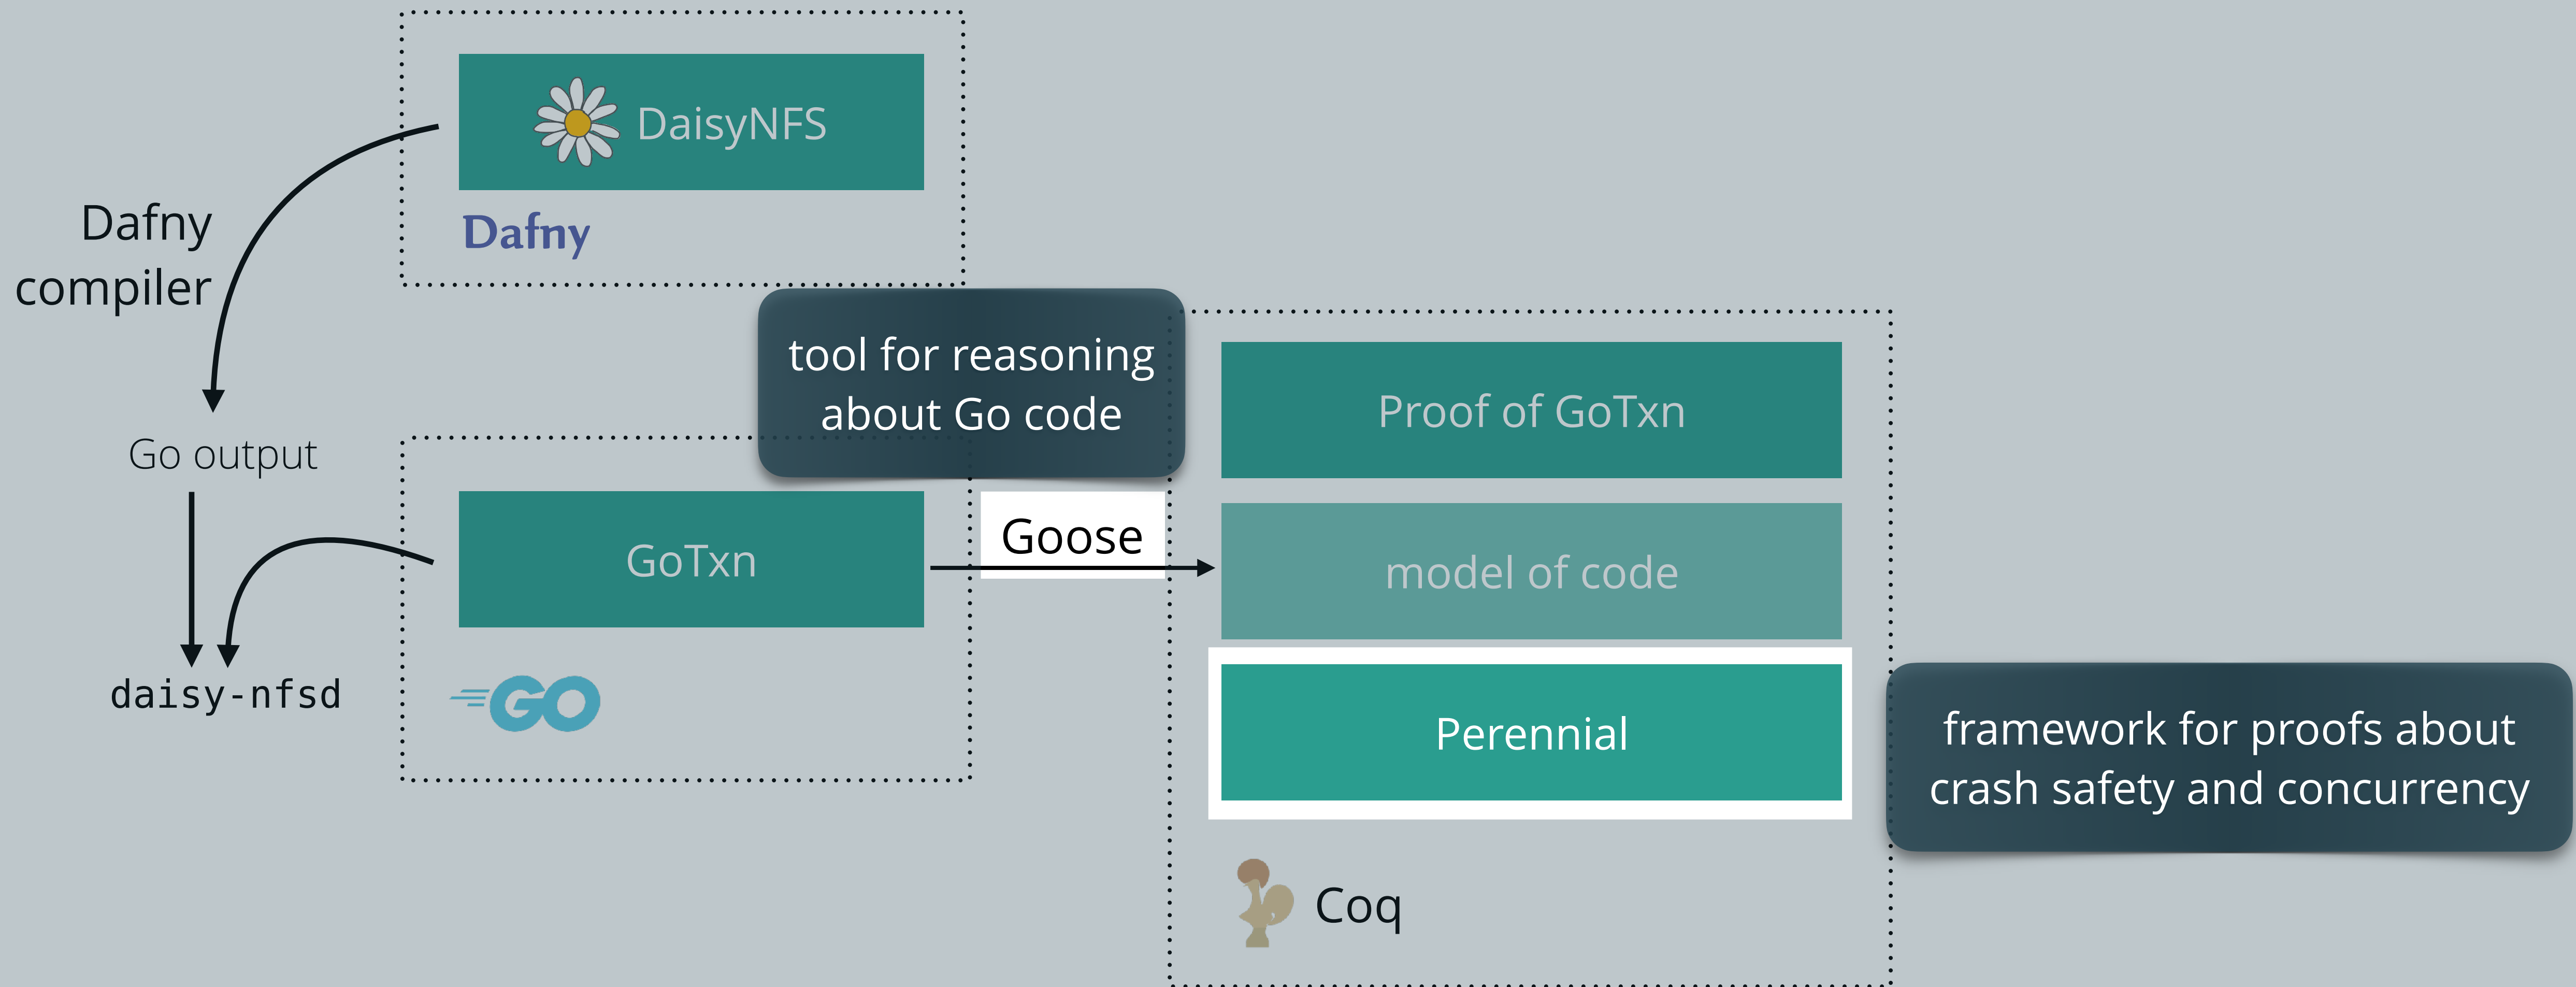 DaisyNFS
Dafny
Dafny
compiler
tool for reasoning
about Go code
Go output
GoTxn
Goose
Proof of GoTxn
model of code
Perennial
daisy-nfsd
GO
framework for proofs about
crash safety and concurrency
Coq